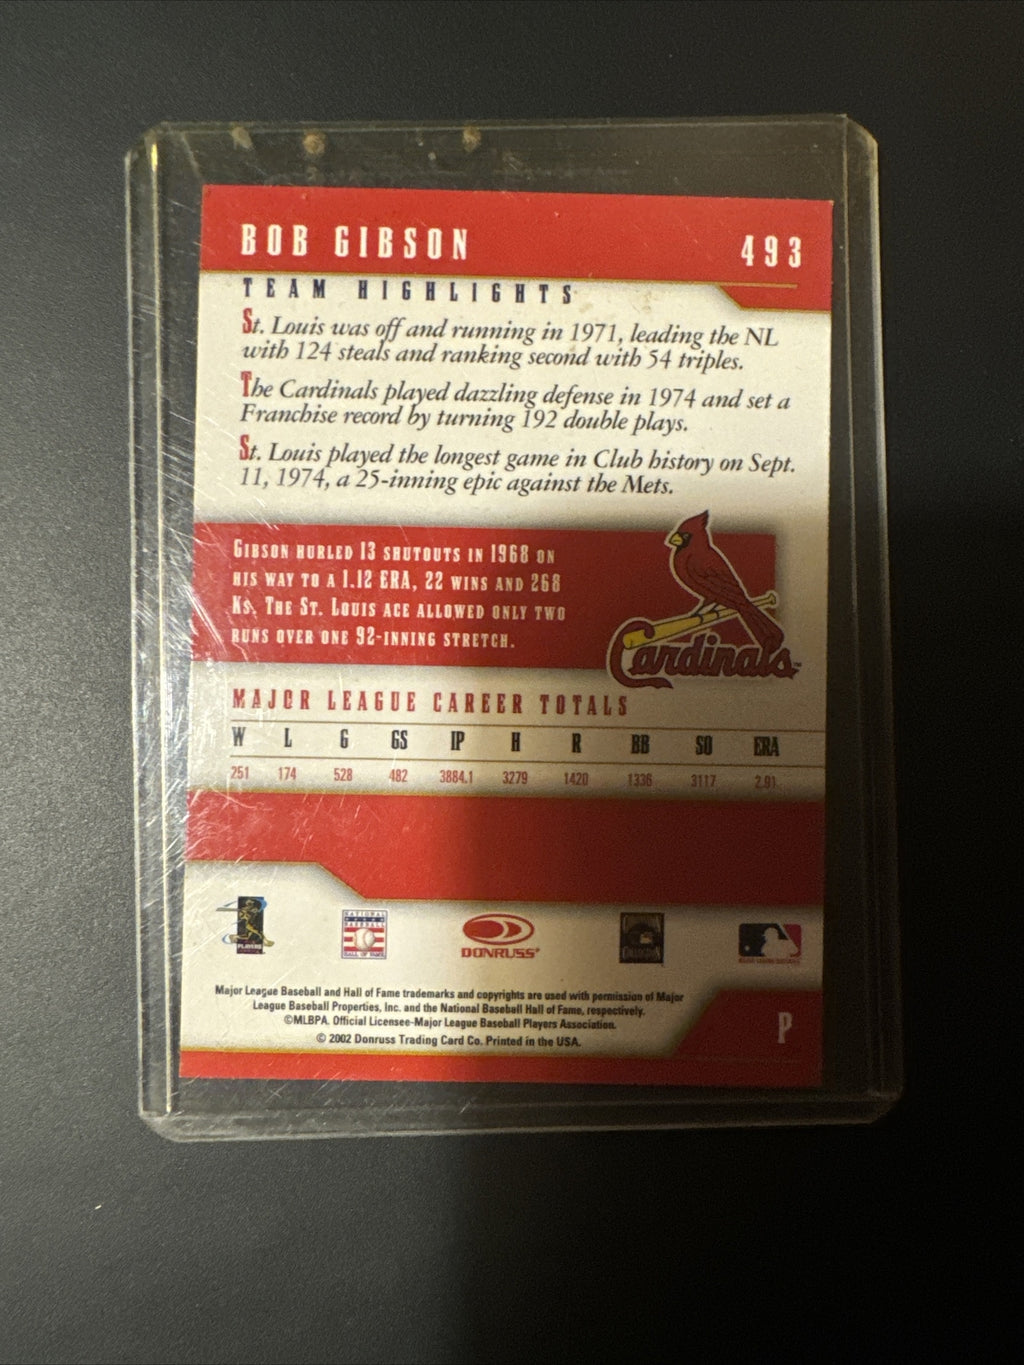 BOB GIBSON
493
TEAM HIGHLIGHTS
St. Louis was off and running in 1971, leading the NL
with 124 steals and ranking second with 54 triples.
The Cardinals played dazzling defense in 1974 and set a
Franchise record by turning 192 double plays.
St. Louis played the longest game in Club history on Sept.
11, 1974, a 25-inning epic against the Mets.
GIBSON HURLED 13 SHUTOUTS IN 1968 ON
HIS WAY TO A 1.12 ERA, 22 WINS AND 268
KS. THE ST. LOUIS ACE ALLOWED ONLY TWO
RUNS OVER ONE 92-INNING STRETCH.
Cardinals
MAJOR LEAGUE CAREER TOTALS
W L G GS IP H R BB SO ERA
251 174 528 482 3884.1 3279 1420 1336 3117 2.91
PLAYERS
NATIONAL
BASEBALL
HALL OF FAME
DONRUSS
Major League Baseball and Hall of Fame trademarks and copyrights are used with permission of Major
League Baseball Properties, Inc. and the National Baseball Hall of Fame, respectively.
©MLBPA. Official Licensee-Major League Baseball Players Association.
© 2002 Donruss Trading Card Co. Printed in the USA.
P